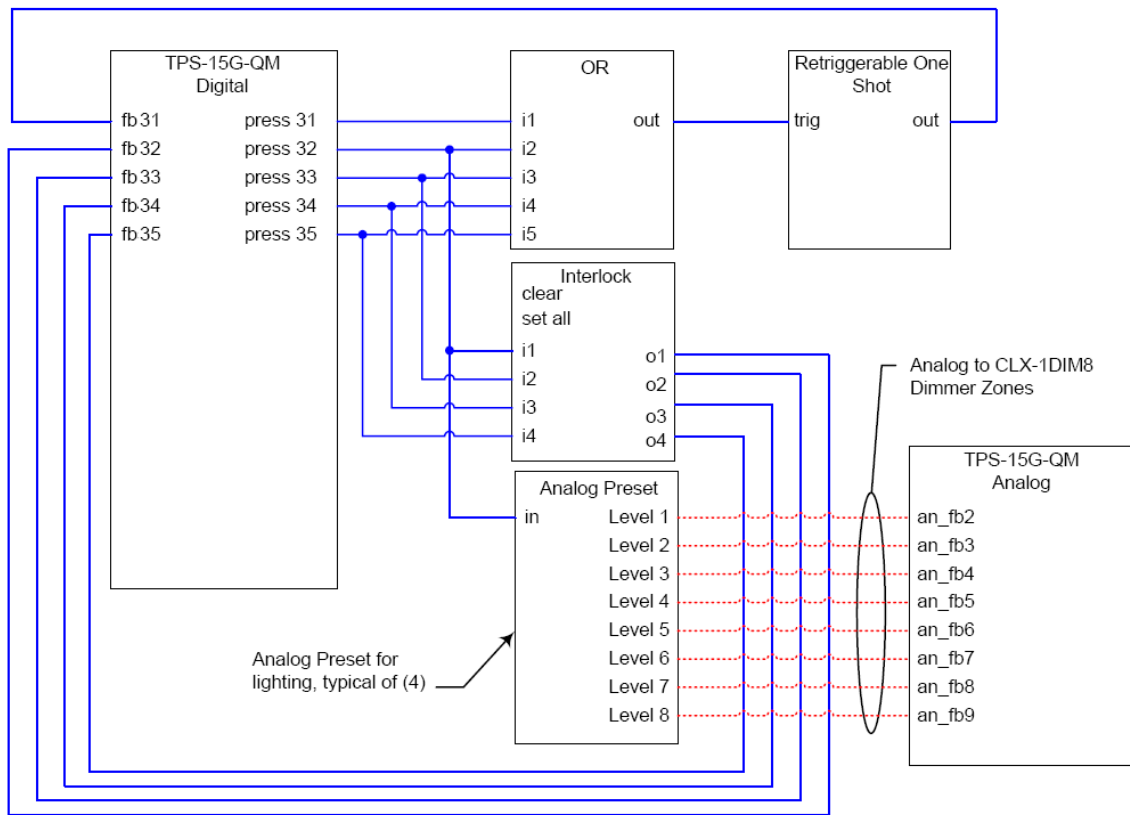 TPS-15G-QM
Digital
fb31 press 31
fb32 press 32
fb33 press 33
fb34 press 34
fb35 press 35
OR
i1 out
i2
i3
i4
i5
Retriggerable One
Shot
trig out
Interlock
clear
set all
i1 o1
i2 o2
i3 o3
i4 o4
Analog to CLX-1DIM8
Dimmer Zones
Analog Preset
in Level 1
Level 2
Level 3
Level 4
Level 5
Level 6
Level 7
Level 8
Analog Preset for
lighting, typical of (4)
TPS-15G-QM
Analog
an_fb2
an_fb3
an_fb4
an_fb5
an_fb6
an_fb7
an_fb8
an_fb9